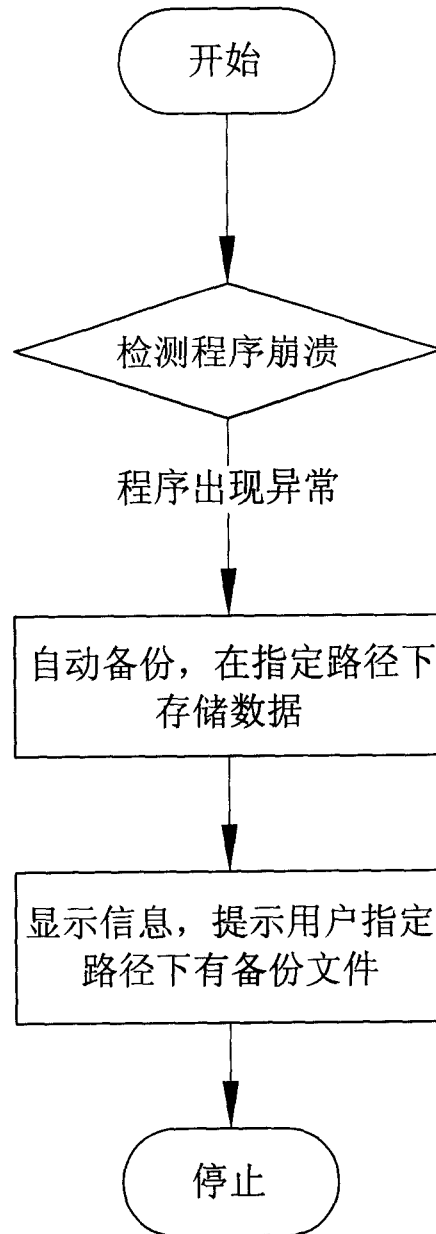 开始
检测程序崩溃
程序出现异常
自动备份，在指定路径下
存储数据
显示信息，提示用户指定
路径下有备份文件
停止